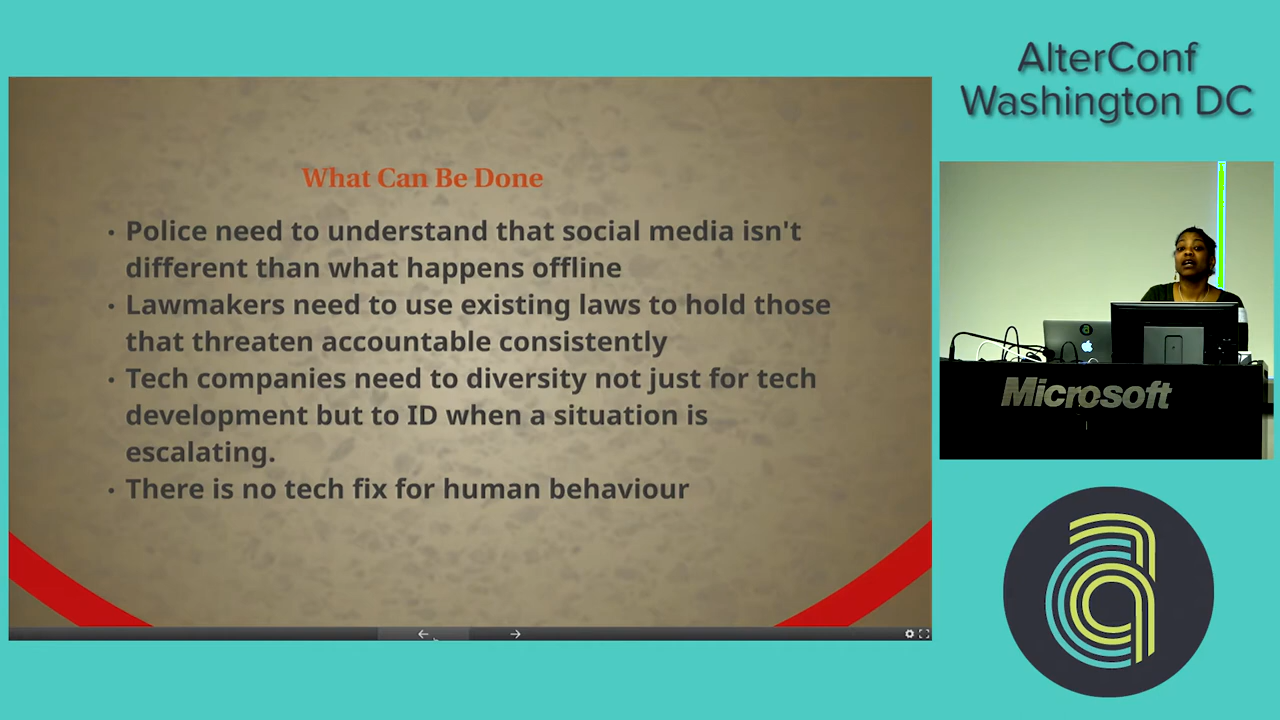 AlterConf
Washington DC
What Can Be Done
• Police need to understand that social media isn't
different than what happens offline
• Lawmakers need to use existing laws to hold those
that threaten accountable consistently
• Tech companies need to diversity not just for tech
development but to ID when a situation is
escalating.
• There is no tech fix for human behaviour
Microsoft